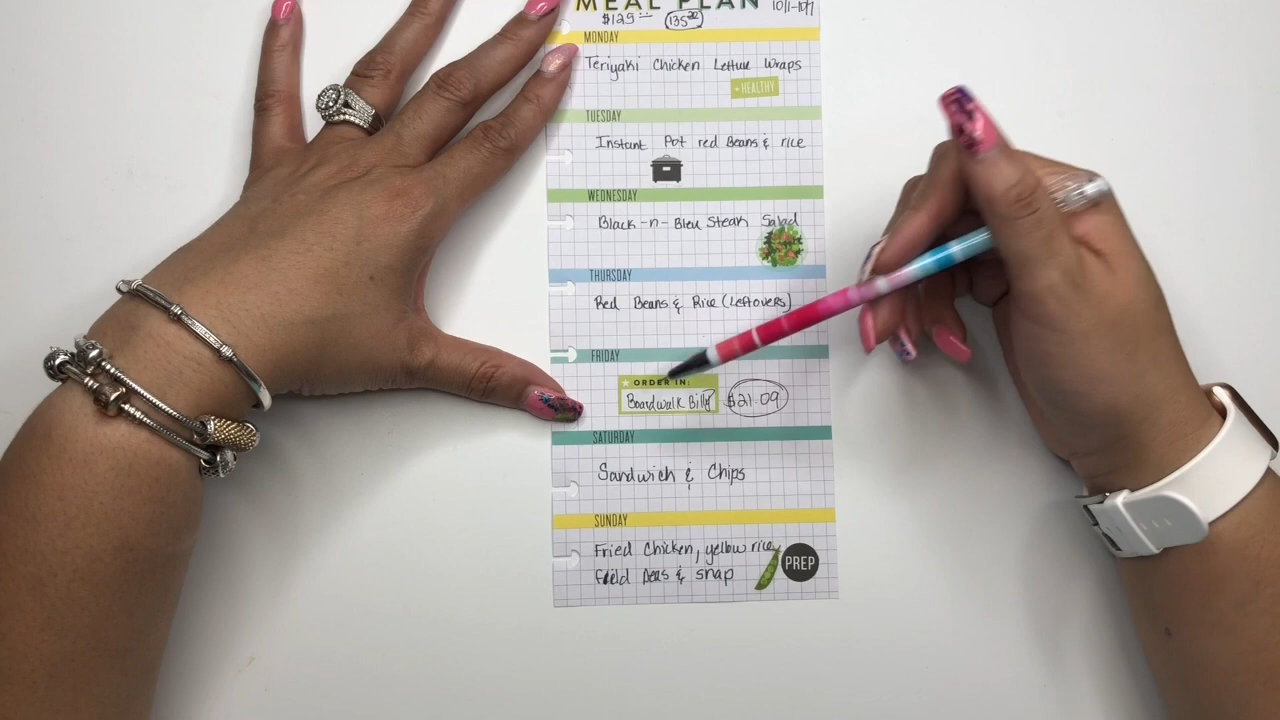 MEAL PLAN 10/1-10/7
$125 135
MONDAY
Teriyaki Chicken Lettuce Wraps
HEALTHY
TUESDAY
Instant Pot red Beans & rice
WEDNESDAY
Black-n-Bleu Steak Salad
THURSDAY
Red Beans & Rice (Leftovers)
FRIDAY
ORDER IN:
Boardwalk Billy $21.09
SATURDAY
Sandwich & Chips
SUNDAY
Fried Chicken, yellow rice,
field peas & snap PREP